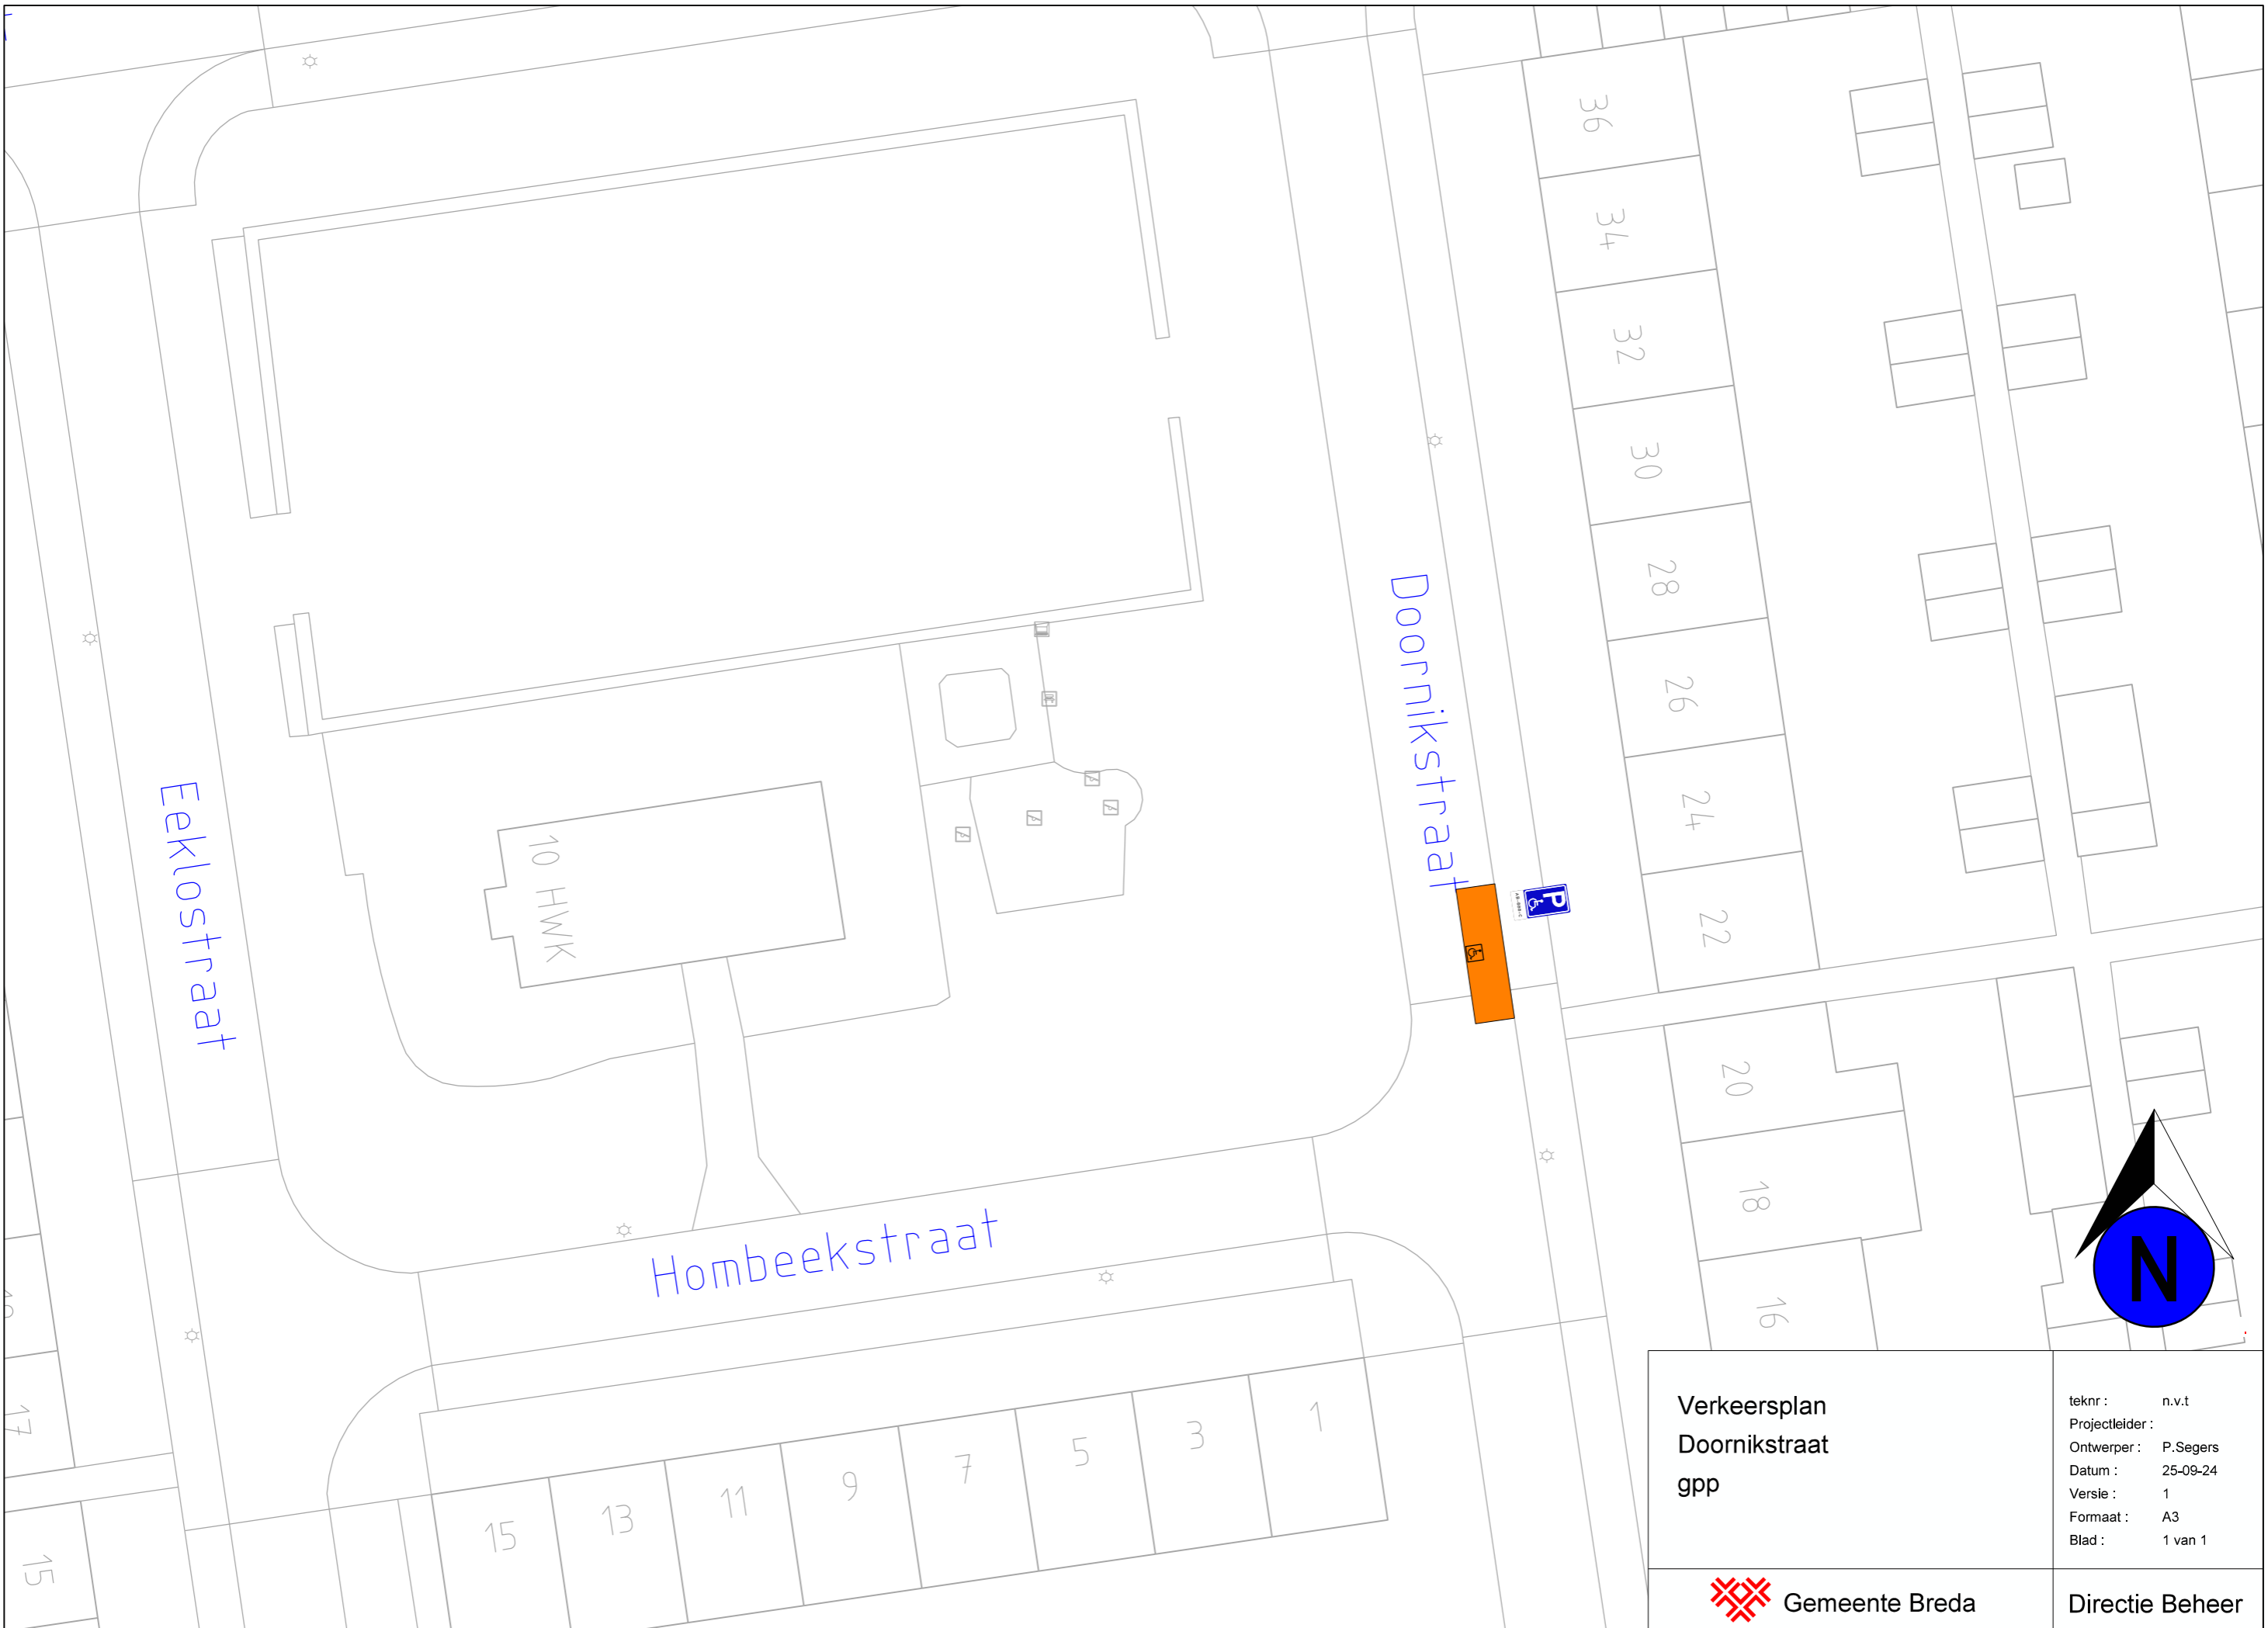 36
34
32
30
28
26
24
22
20
18
16
Doornikstraat
Eeklostraat
10 HWK
P
Hombeekstraat
17
15
15
13
11
9
7
5
3
1
N
Verkeersplan
Doornikstraat
gpp
teknr : n.v.t
Projectleider :
Ontwerper : P.Segers
Datum : 25-09-24
Versie : 1
Formaat : A3
Blad : 1 van 1
Gemeente Breda
Directie Beheer